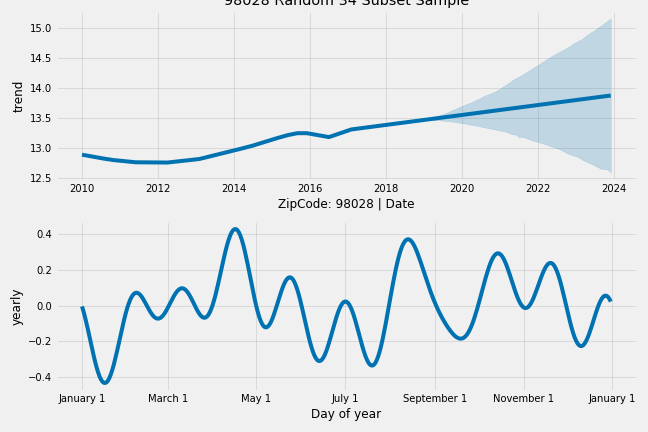 98028 Random 34 Subset Sample
15.0
14.5
14.0
13.5
13.0
12.5
trend
2010 2012 2014 2016 2018 2020 2022 2024
ZipCode: 98028 | Date
0.4
0.2
0.0
−0.2
−0.4
yearly
January 1 March 1 May 1 July 1 September 1 November 1 January 1
Day of year